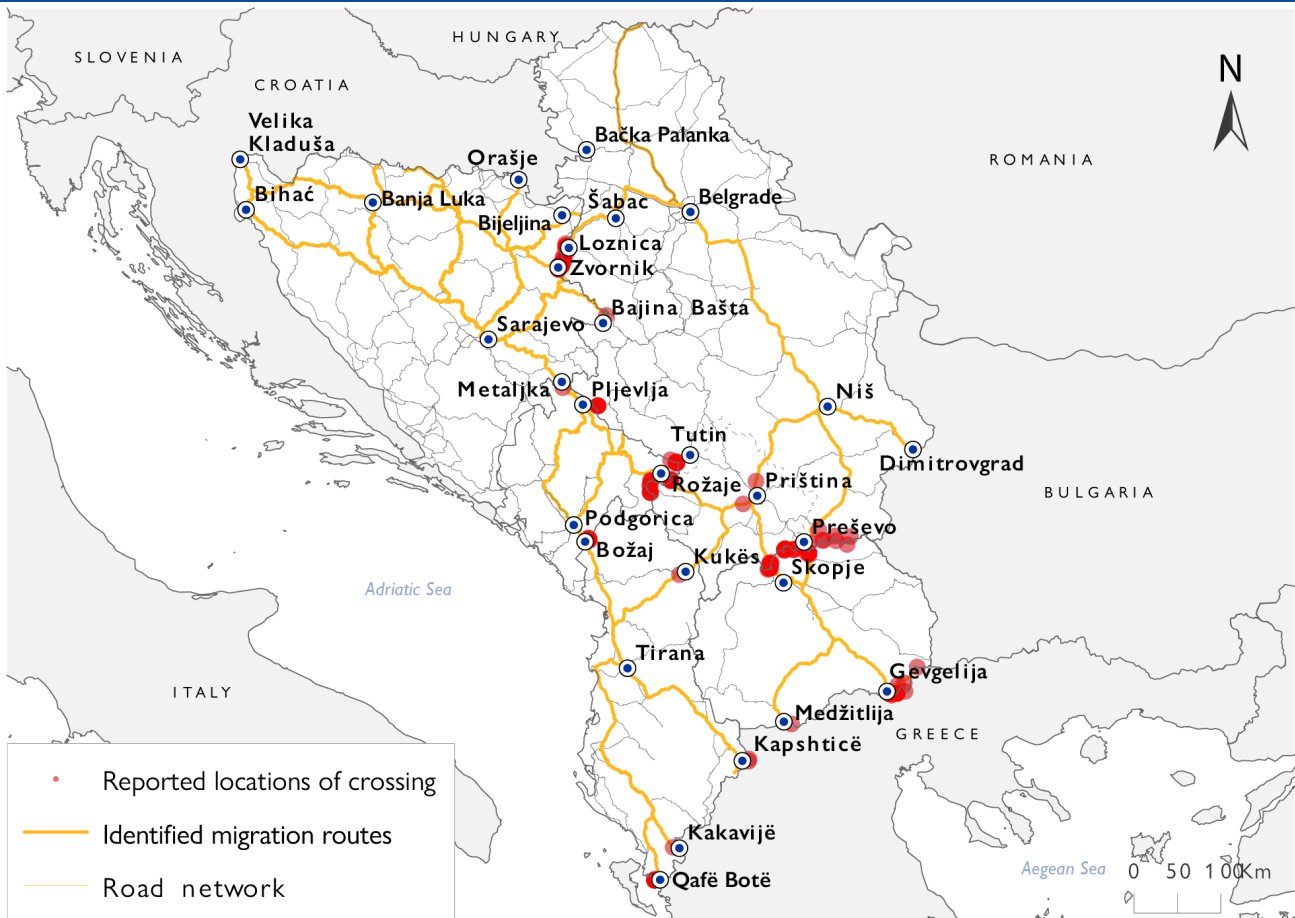 HUNGARY
SLOVENIA
N
CROATIA
Velika
Kladuša
Bačka Palanka
Orašje
ROMANIA
Bihać
Banja Luka
Šabac
Belgrade
Bijeljina
Loznica
Zvornik
Bajina Bašta
Sarajevo
Metaljka
Pljevlja
Niš
Tutin
Dimitrovgrad
Rožaje
Priština
BULGARIA
Podgorica
Preševo
Božaj
Kukës
Skopje
Adriatic Sea
Tirana
Gevgelija
ITALY
Medžitlija
GREECE
Kapshticë
Reported locations of crossing
Identified migration routes
Kakavijë
Aegean Sea
0 50 100Km
Qafë Botë
Road network